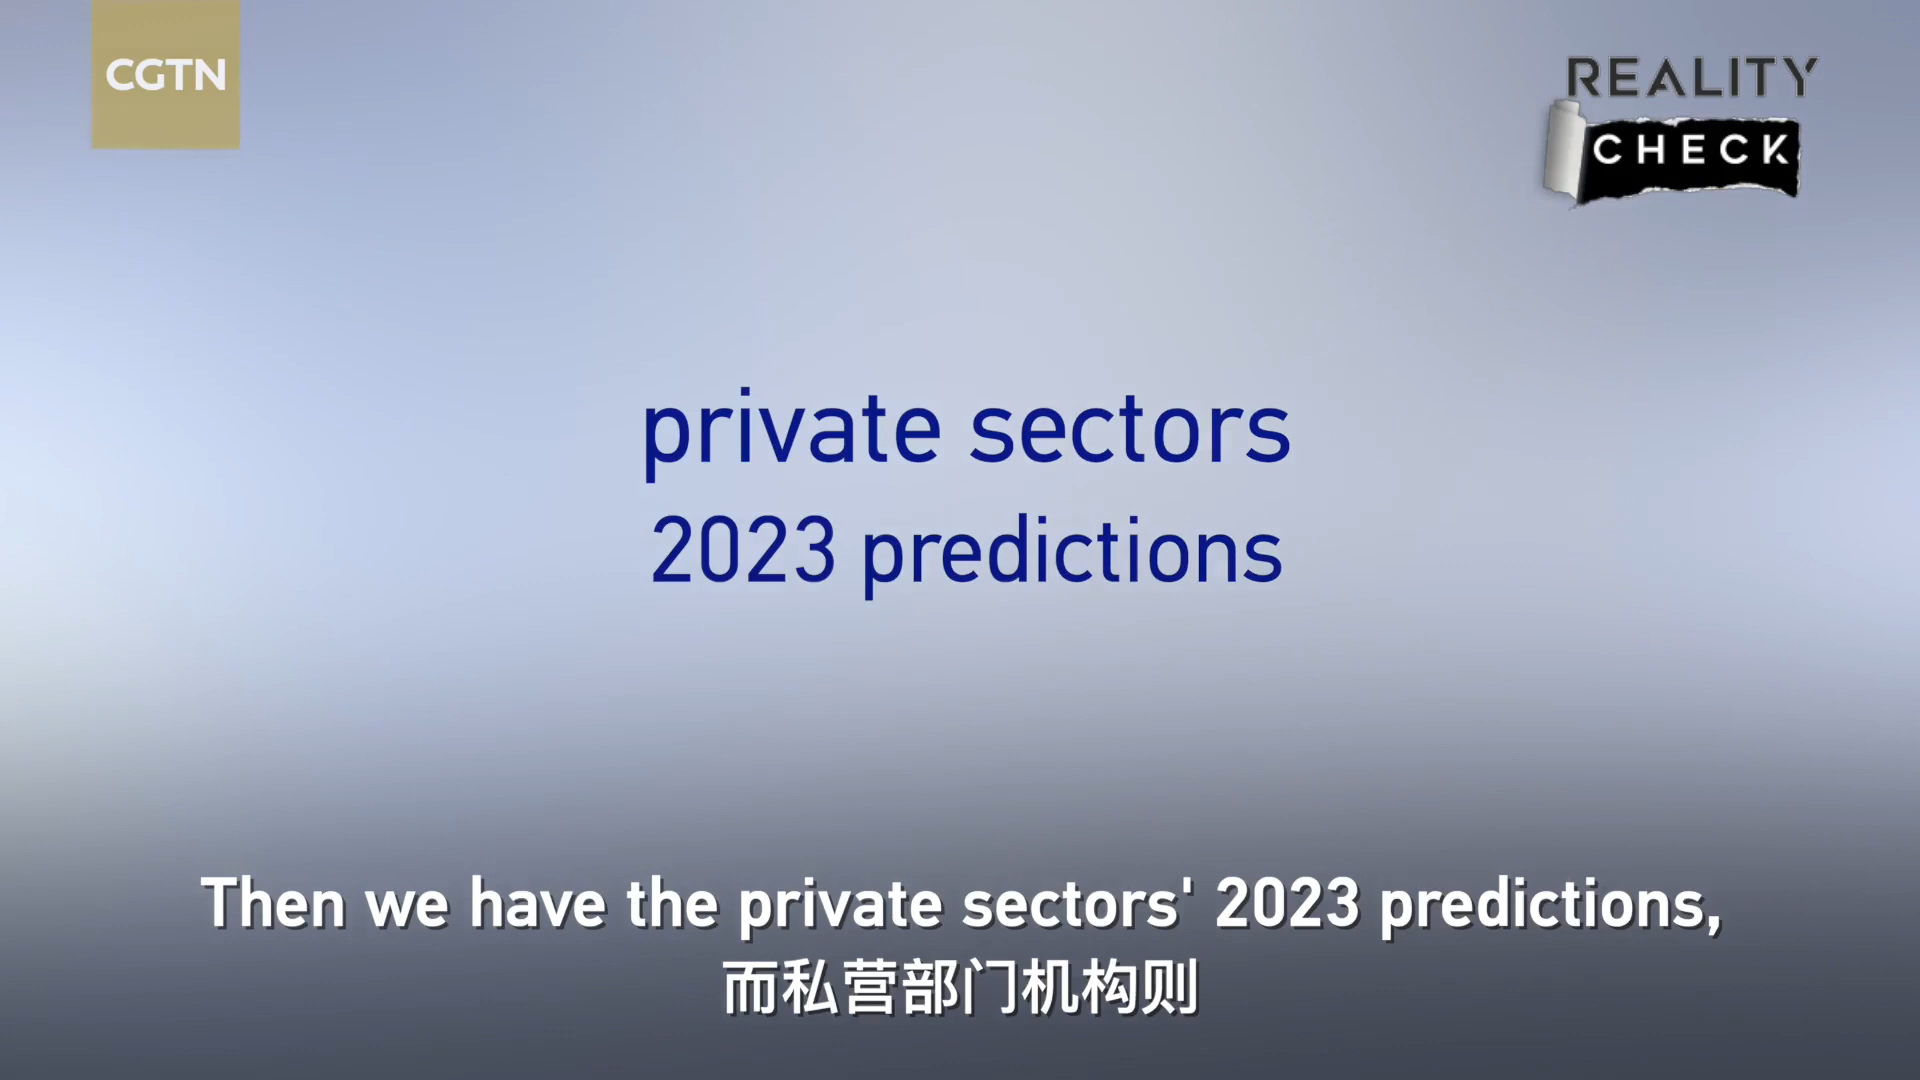 CGTN
REALITY
CHECK
private sectors
2023 predictions
Then we have the private sectors' 2023 predictions,
而私营部门机构则